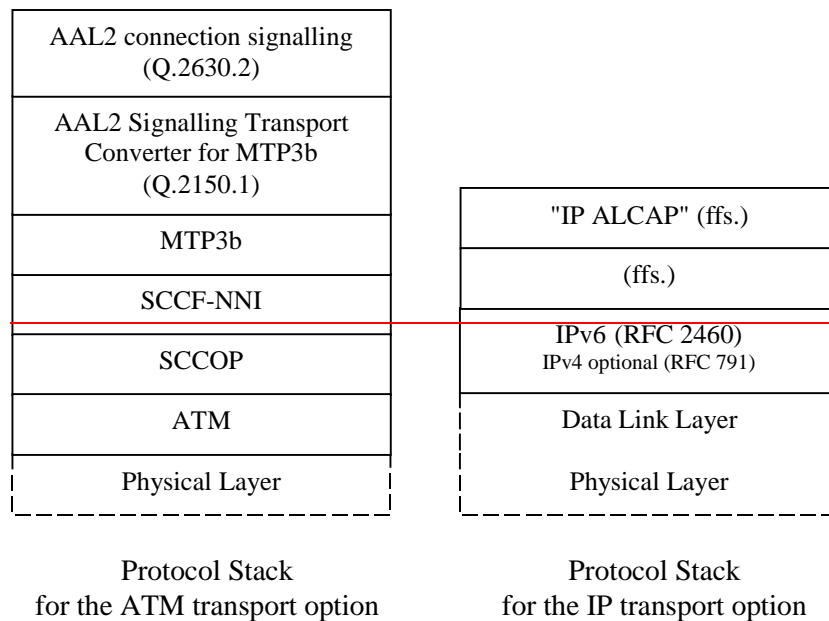 AAL2 connection signalling
(Q.2630.2)
AAL2 Signalling Transport
Converter for MTP3b
(Q.2150.1)
MTP3b
SCCF-NNI
SCCOP
ATM
Physical Layer
Protocol Stack
for the ATM transport option
"IP ALCAP" (ffs.)
(ffs.)
IPv6 (RFC 2460)
IPv4 optional (RFC 791)
Data Link Layer
Physical Layer
Protocol Stack
for the IP transport option